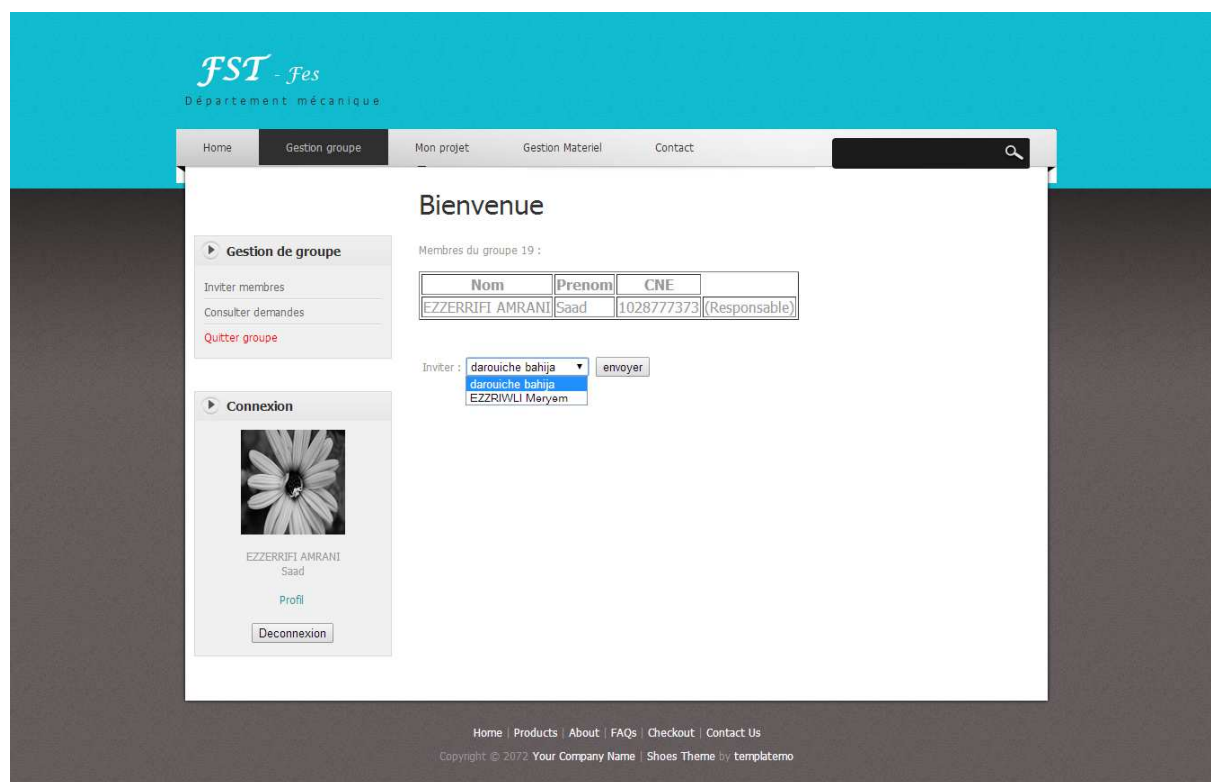 FST - Fes
Département mécanique
Home Gestion groupe Mon projet Gestion Materiel Contact
Bienvenue
Gestion de groupe
Inviter membres
Consulter demandes
Quitter groupe
Membres du groupe 19 :
Nom Prenom CNE
EZZERRIFI AMRANI Saad 1028777373 (Responsable)
Inviter : darouiche bahija envoyer
darouiche bahija
EZZRIWLI Meryem
Connexion
EZZERRIFI AMRANI
Saad
Profil
Deconnexion
Home | Products | About | FAQs | Checkout | Contact Us
Copyright © 2072 Your Company Name | Shoes Theme by templatemo